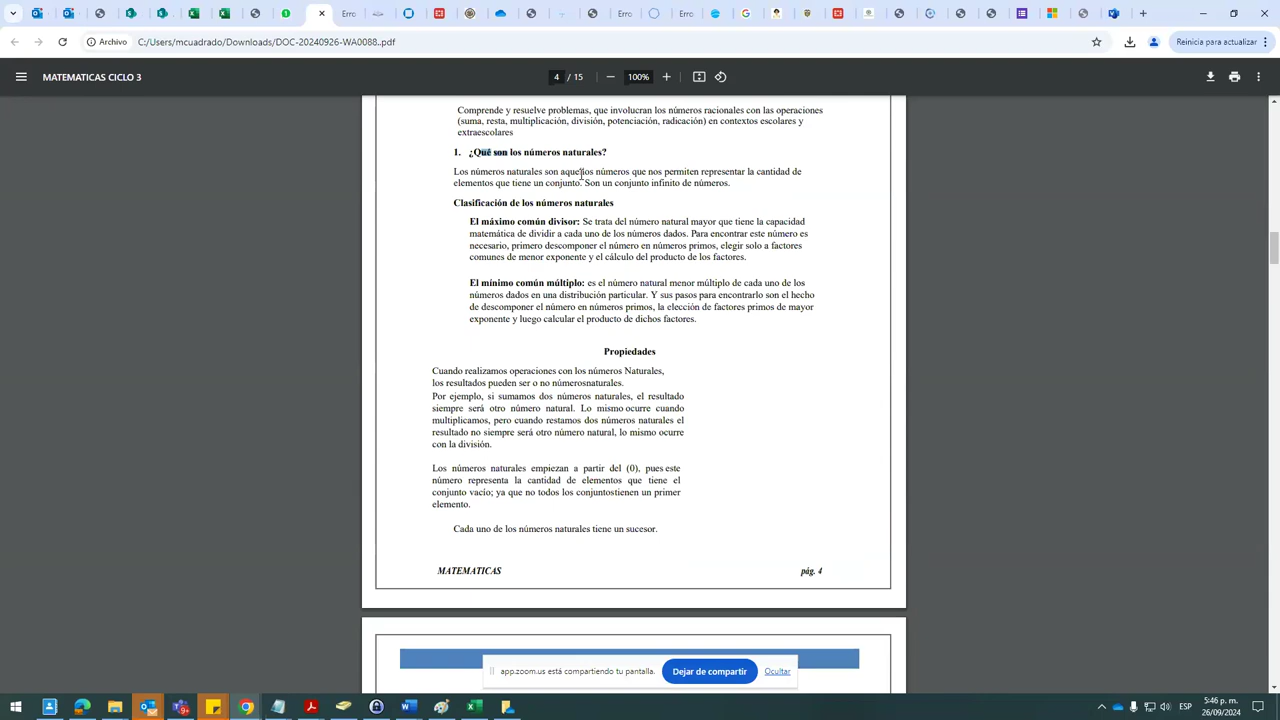 Erro
Erro
Erro
Archivo
C:/Users/mcuadrado/Downloads/DOC-20240926-WA0088..pdf
Reinicia para actualizar
MATEMATICAS CICLO 3
4 / 15
100%
Comprende y resuelve problemas, que involucran los números racionales con las operaciones
(suma, resta, multiplicación, división, potenciación, radicación) en contextos escolares y
extraescolares
1. ¿Qué son los números naturales?
Los números naturales son aquellos números que nos permiten representar la cantidad de
elementos que tiene un conjunto. Son un conjunto infinito de números.
Clasificación de los números naturales
El máximo común divisor: Se trata del número natural mayor que tiene la capacidad
matemática de dividir a cada uno de los números dados. Para encontrar este número es
necesario, primero descomponer el número en números primos, elegir solo a factores
comunes de menor exponente y el cálculo del producto de los factores.
El mínimo común múltiplo: es el número natural menor múltiplo de cada uno de los
números dados en una distribución particular. Y sus pasos para encontrarlo son el hecho
de descomponer el número en números primos, la elección de factores primos de mayor
exponente y luego calcular el producto de dichos factores.
Propiedades
Cuando realizamos operaciones con los números Naturales,
los resultados pueden ser o no númerosnaturales.
Por ejemplo, si sumamos dos números naturales, el resultado
siempre será otro número natural. Lo mismo ocurre cuando
multiplicamos, pero cuando restamos dos números naturales el
resultado no siempre será otro número natural, lo mismo ocurre
con la división.
Los números naturales empiezan a partir del (0), pues este
número representa la cantidad de elementos que tiene el
conjunto vacío; ya que no todos los conjuntostienen un primer
elemento.
Cada uno de los números naturales tiene un sucesor.
MATEMATICAS
pág. 4
app.zoom.us está compartiendo tu pantalla.
Dejar de compartir
Ocultar
ESP
5:46 p. m.
26/09/2024